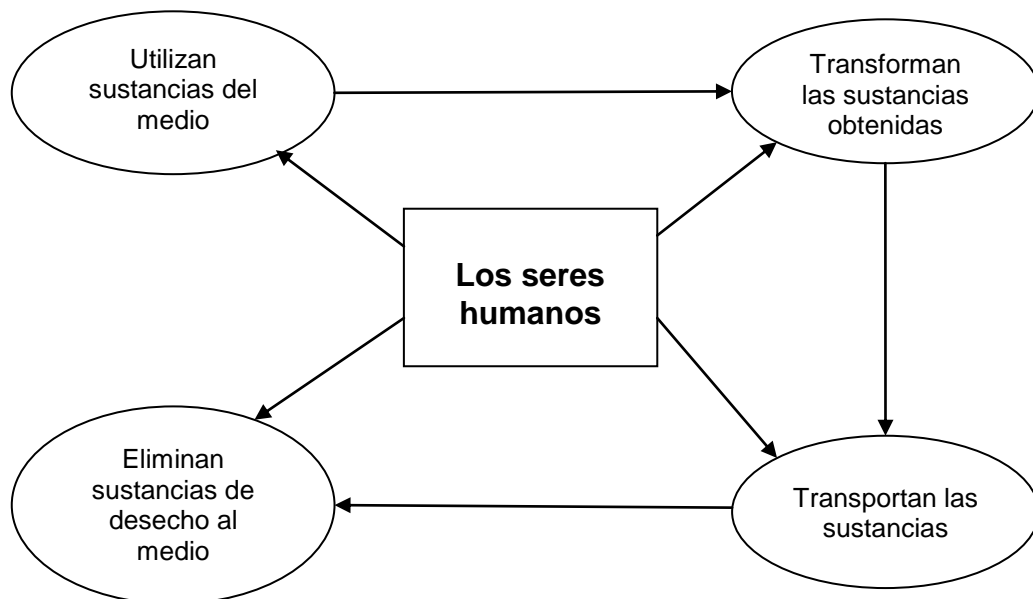 Utilizan
sustancias del
medio
Transforman
las sustancias
obtenidas
Los seres
humanos
Eliminan
sustancias de
desecho al
medio
Transportan las
sustancias